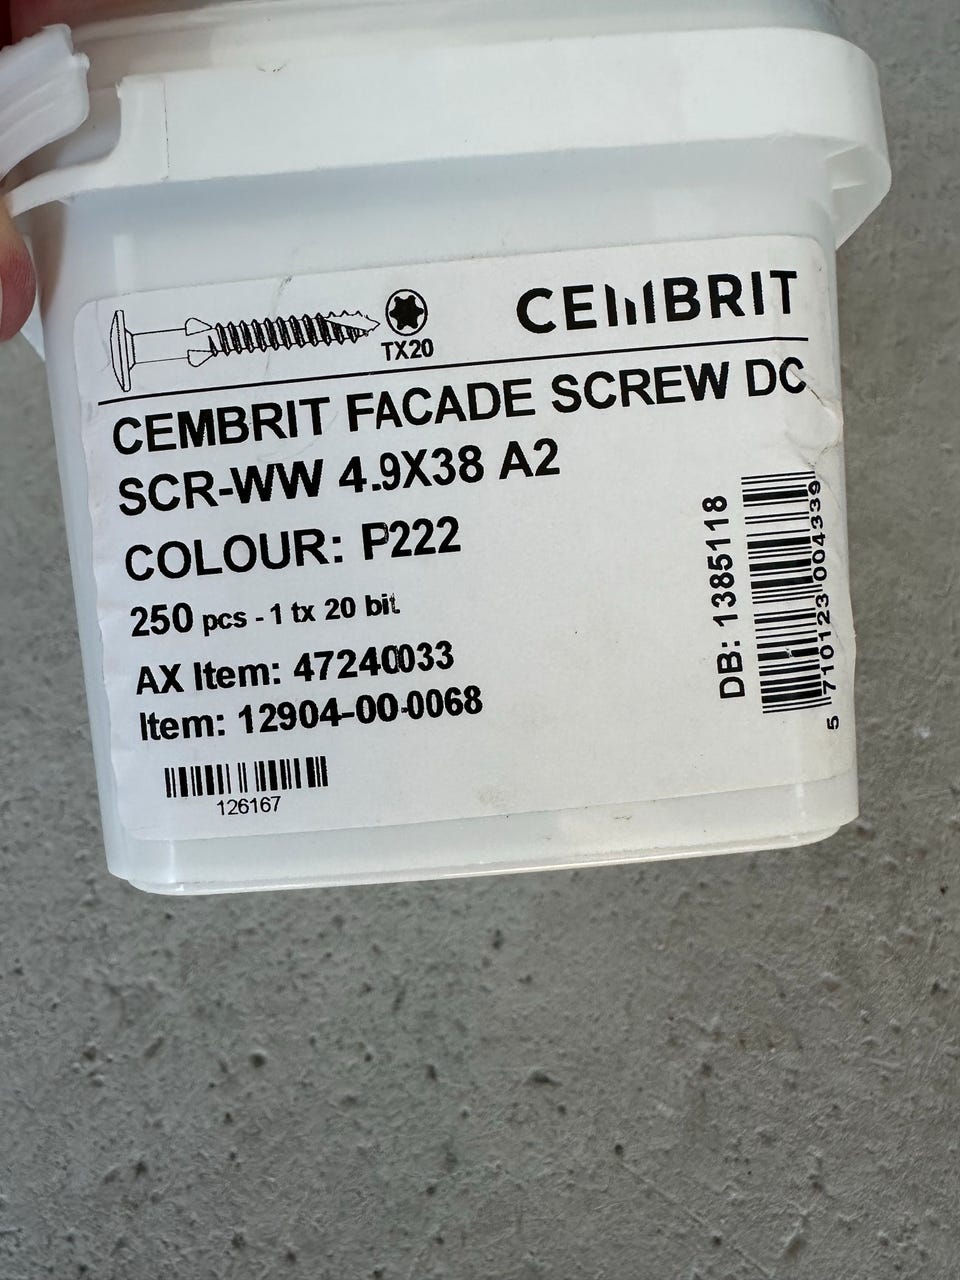 CEMBRIT
TX20
CEMBRIT FACADE SCREW DC
SCR-WW 4.9X38 A2
COLOUR: P222
250 pcs - 1 tx 20 bit
AX Item: 47240033
Item: 12904-00-0068
126167
DB: 1385118
5 710123 004339